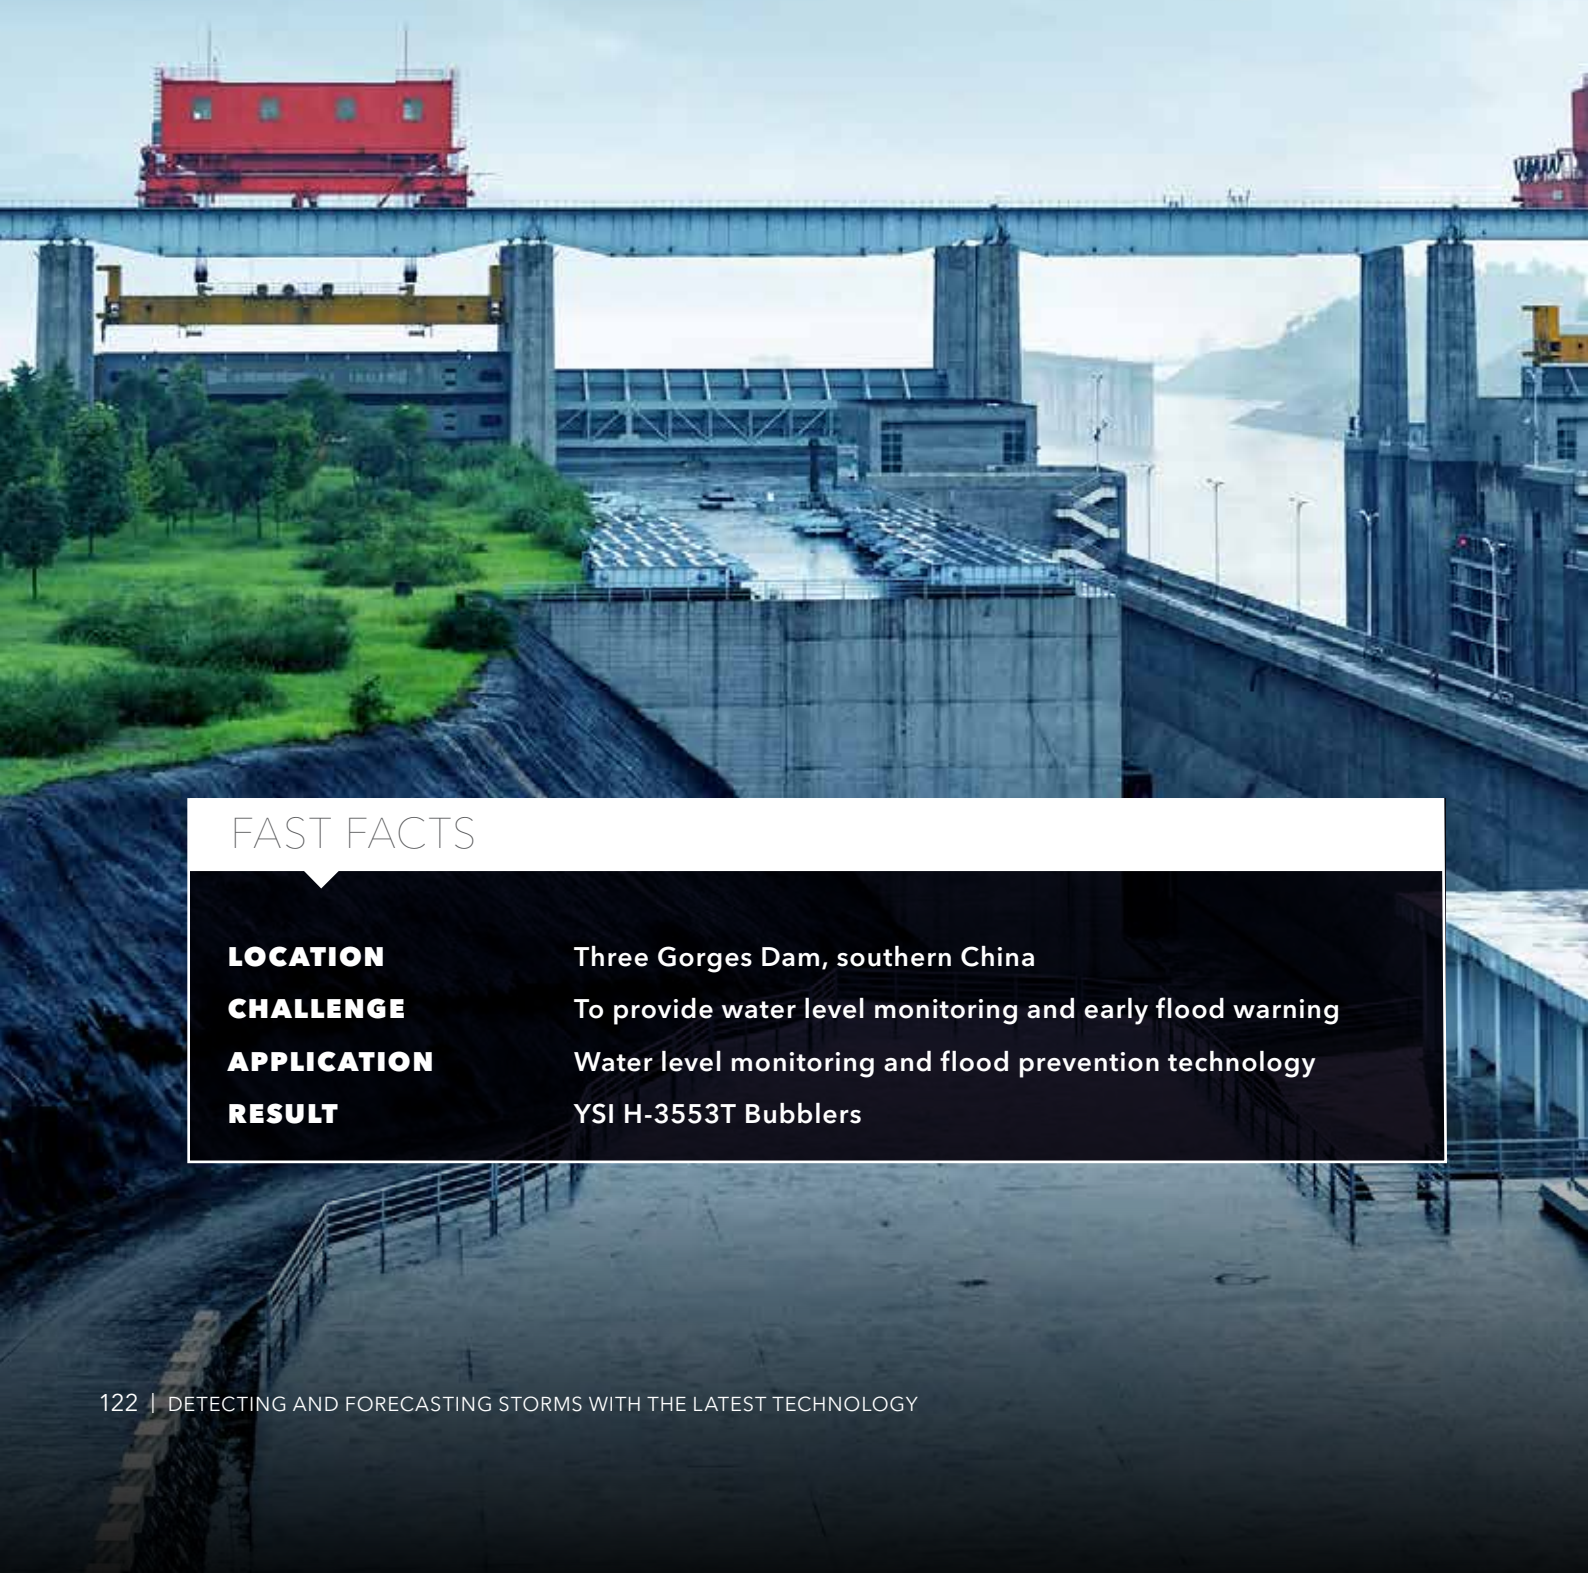 FAST FACTS
LOCATION Three Gorges Dam, southern China
CHALLENGE To provide water level monitoring and early flood warning
APPLICATION Water level monitoring and flood prevention technology
RESULT YSI H-3553T Bubblers
122 | DETECTING AND FORECASTING STORMS WITH THE LATEST TECHNOLOGY